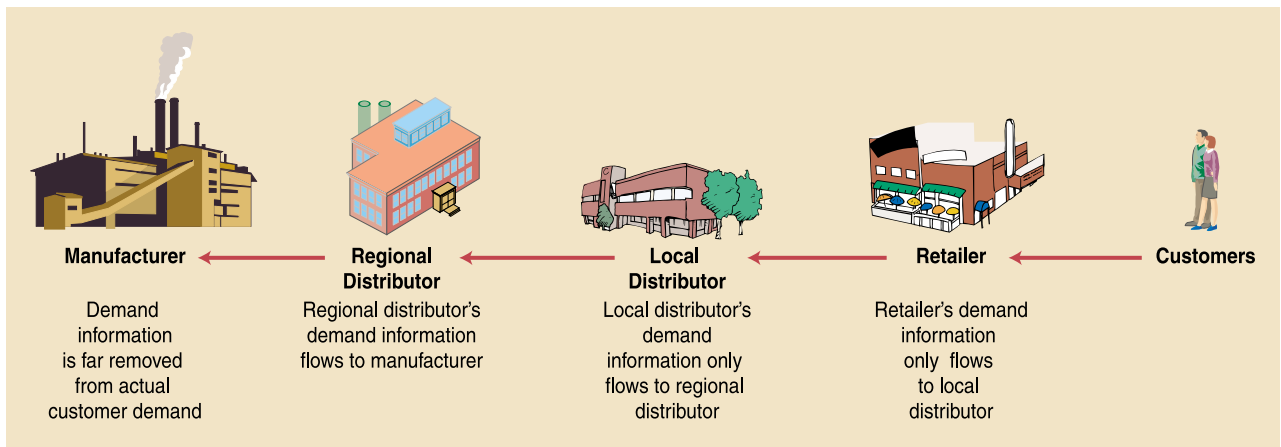 Manufacturer
Regional
Distributor
Local
Distributor
Retailer
Customers
Demand
information
is far removed
from actual
customer demand
Regional distributor's
demand information
flows to manufacturer
Local distributor's
demand
information only
flows to regional
distributor
Retailer's demand
information
only flows
to local
distributor